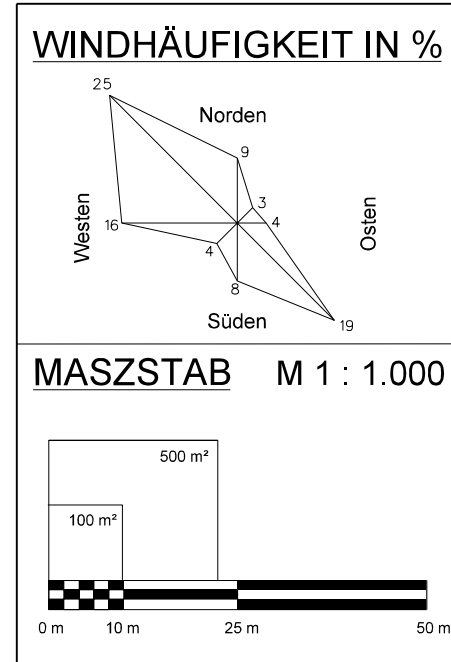 WINDHÄUFIGKEIT IN %
25
Norden
9
3
4
Westen
16
Osten
4
8
Süden
19
MASZSTAB M 1 : 1.000
500 m²
100 m²
0 m 10 m 25 m 50 m